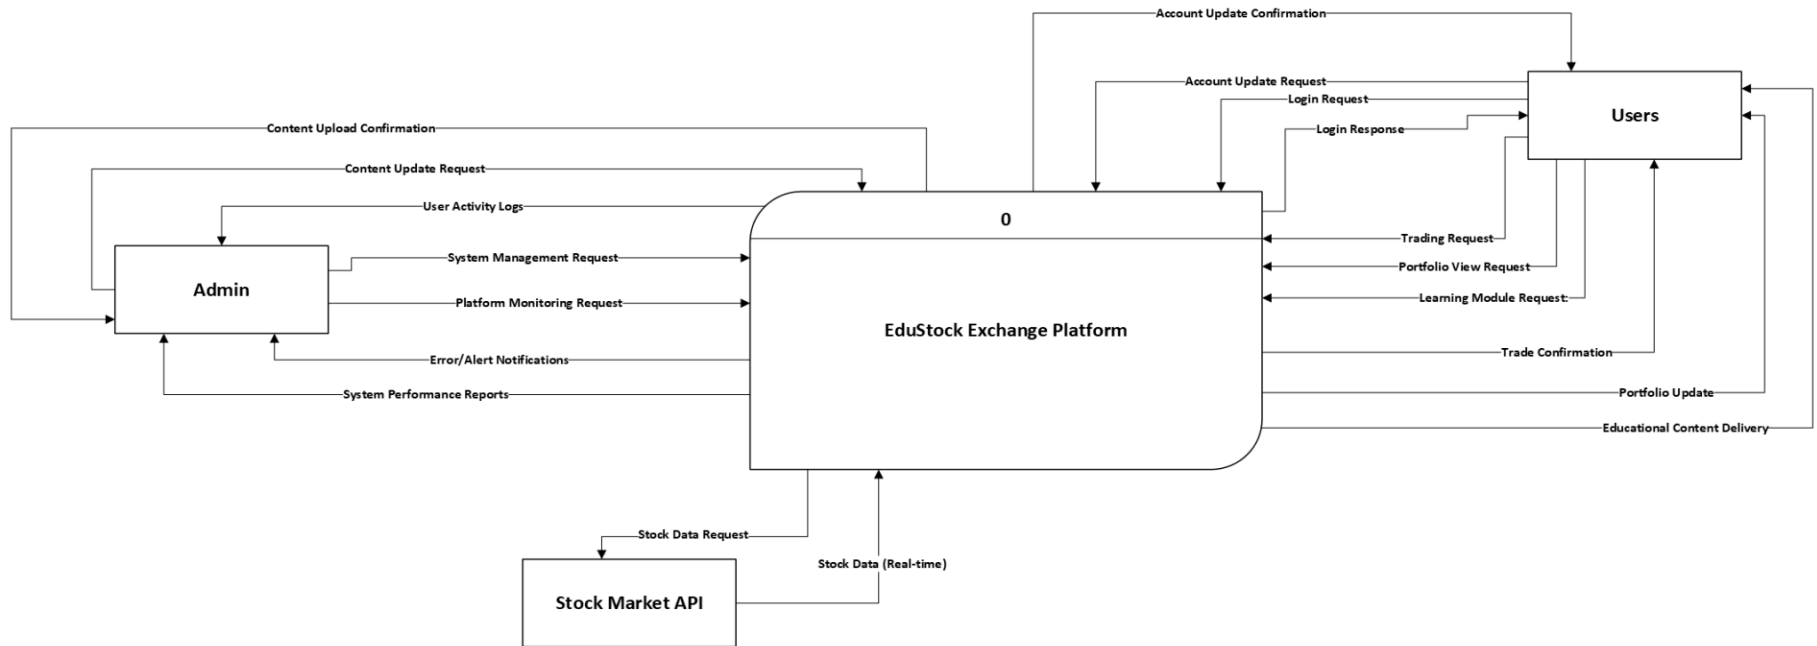 Account Update Confirmation
Account Update Request
Login Request
Users
Content Upload Confirmation
Login Response
Content Update Request
User Activity Logs
0
System Management Request
Trading Request
Portfolio View Request
Admin
Platform Monitoring Request
Learning Module Request:
EduStock Exchange Platform
Error/Alert Notifications
Trade Confirmation
System Performance Reports
Portfolio Update
Educational Content Delivery
Stock Data Request
Stock Data (Real-time)
Stock Market API